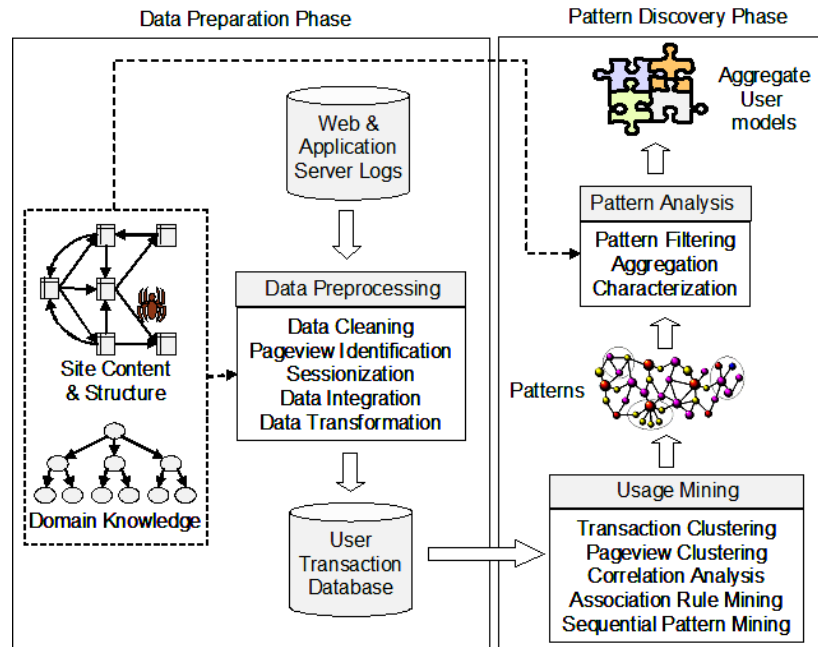 Data Preparation Phase
Web &
Application
Server Logs
Site Content
& Structure
Domain Knowledge
Data Preprocessing
Data Cleaning
Pageview Identification
Sessionization
Data Integration
Data Transformation
User
Transaction
Database
Pattern Discovery Phase
Aggregate
User
models
Pattern Analysis
Pattern Filtering
Aggregation
Characterization
Patterns
Usage Mining
Transaction Clustering
Pageview Clustering
Correlation Analysis
Association Rule Mining
Sequential Pattern Mining